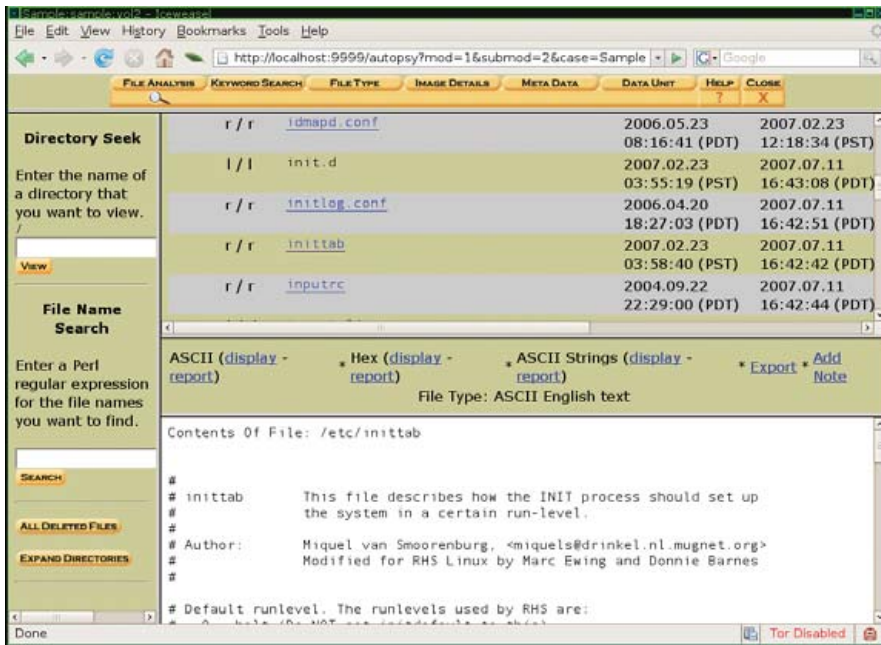 Sample:sample:vol2 - Iceweasel
File Edit View History Bookmarks Tools Help
http://localhost:9999/autopsy?mod=1&submod=2&case=Sample
Google
FILE ANALYSIS KEYWORD SEARCH FILE TYPE IMAGE DETAILS META DATA DATA UNIT HELP CLOSE
? X
Directory Seek
Enter the name of
a directory that
you want to view.
/
VIEW
File Name
Search
Enter a Perl
regular expression
for the file names
you want to find.
SEARCH
ALL DELETED FILES
EXPAND DIRECTORIES
r / r idmapd.conf 2006.05.23 2007.02.23
08:16:41 (PDT) 12:18:34 (PST)
l / l init.d 2007.02.23 2007.07.11
03:55:19 (PST) 16:43:08 (PDT)
r / r initlog.conf 2006.04.20 2007.07.11
18:27:03 (PDT) 16:42:51 (PDT)
r / r inittab 2007.02.23 2007.07.11
03:58:40 (PST) 16:42:42 (PDT)
r / r inputrc 2004.09.22 2007.07.11
22:29:00 (PDT) 16:42:44 (PDT)
ASCII (display - * Hex (display - * ASCII Strings (display - * Export * Add
report) report) report) Note
File Type: ASCII English text
Contents Of File: /etc/inittab
#
# inittab This file describes how the INIT process should set up
# the system in a certain run-level.
#
# Author: Miquel van Smoorenburg, <miquels@drinkel.nl.mugnet.org>
# Modified for RHS Linux by Marc Ewing and Donnie Barnes
#
# Default runlevel. The runlevels used by RHS are:
Done
Tor Disabled